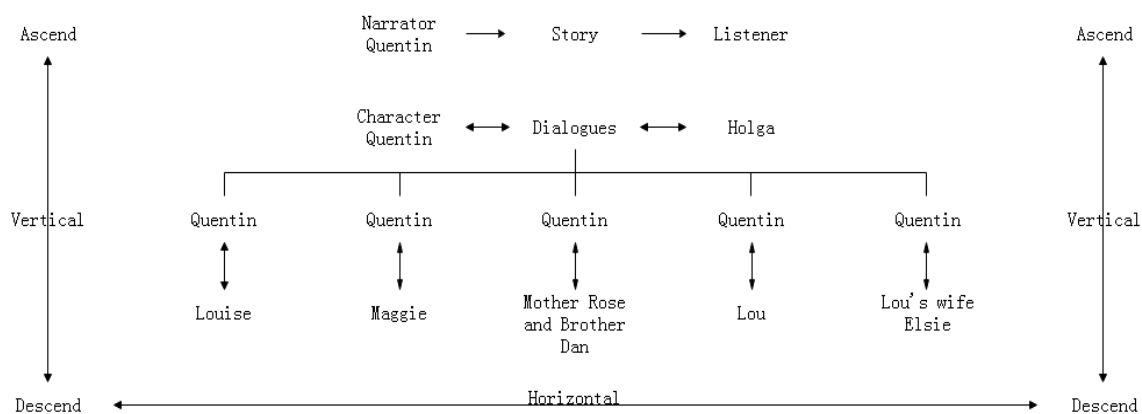 Ascend
Narrator
Quentin
Story
Listener
Ascend
Character
Quentin
Dialogues
Holga
Vertical
Quentin
Quentin
Quentin
Quentin
Quentin
Vertical
Louise
Maggie
Mother Rose
and Brother
Dan
Lou
Lou's wife
Elsie
Descend
Horizontal
Descend